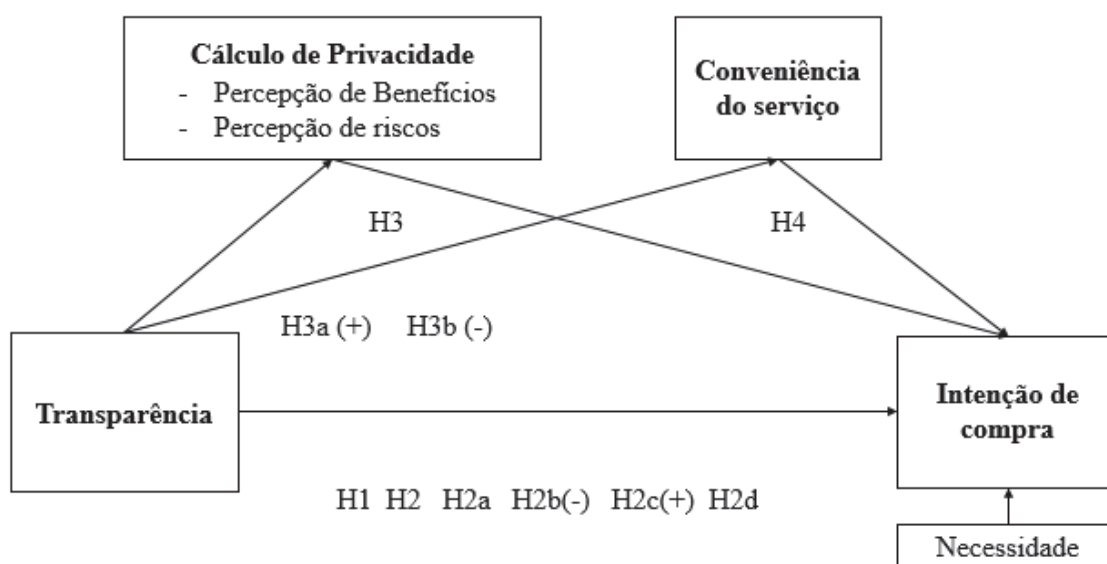 Cálculo de Privacidade
- Percepção de Benefícios
- Percepção de riscos
Conveniência
do serviço
H3
H4
H3a (+) H3b (-)
Transparência
Intenção de
compra
H1 H2 H2a H2b(-) H2c(+) H2d
Necessidade